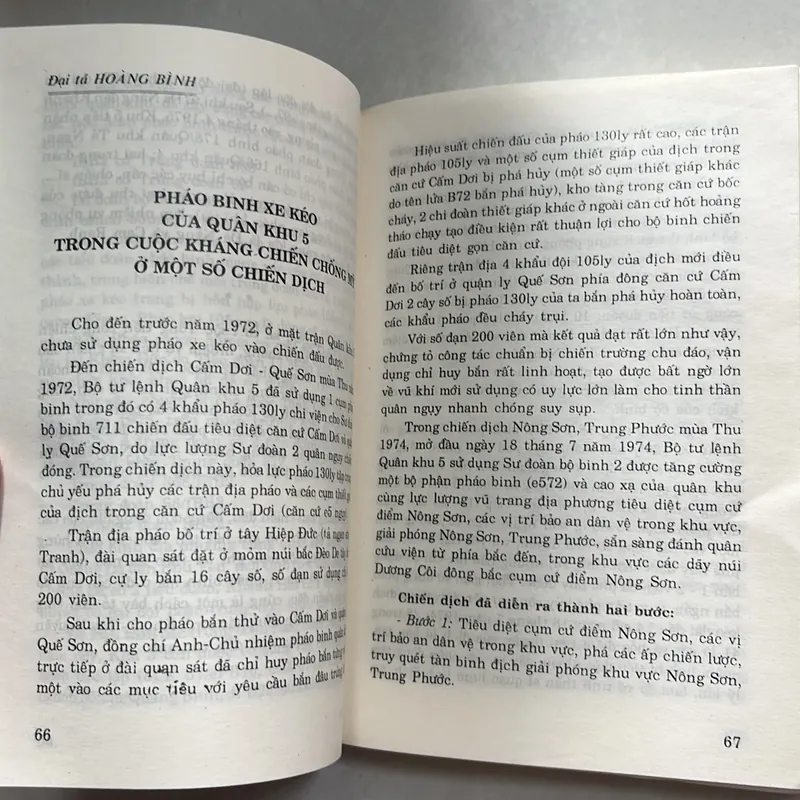 Đại tá HOÀNG BÌNH
PHÁO BINH XE KÉO
CỦA QUÂN KHU 5
TRONG CUỘC KHÁNG CHIẾN CHỐNG MỸ
Ở MỘT SỐ CHIẾN DỊCH
Cho đến trước năm 1972, ở mặt trận Quân khu
chưa sử dụng pháo xe kéo vào chiến đấu được.
Đến chiến dịch Cấm Dơi - Quế Sơn mùa Thu
1972, Bộ tư lệnh Quân khu 5 đã sử dụng 1 cụm
binh trong đó có 4 khẩu pháo 130ly chi viện cho
bộ binh 711 chiến đấu tiêu diệt căn cứ Cấm Dơi và
lỵ Quế Sơn, do lực lượng Sư đoàn 2 quân ngụy
đóng. Trong chiến dịch này, hỏa lực pháo 130ly tập
chủ yếu phá hủy các trận địa pháo và các cụm thiết
của địch trong căn cứ Cấm Dơi (căn cứ e5
Trận địa pháo bố trí ở tây Hiệp Đức
Tranh), đài quan sát đặt ở mỏm núi bắc Đèo
Cấm Dơi, cự ly bắn 16 cây số, số đạn sử dụng
200 viên.
Sau khi cho pháo bắn thử vào Cấm Dơi và
Quế Sơn, đồng chí Anh-Chủ nhiệm pháo binh quân
trực tiếp ở đài quan sát đã chỉ huy pháo bắn từng
một vào các mục tiêu với yêu cầu bắn đâu trúng
66
Hiệu suất chiến đấu của pháo 130ly rất cao, các trận
địa pháo 105ly và một số cụm thiết giáp của địch trong
căn cứ Cấm Dơi bị phá hủy (một số cụm thiết giáp khác
do tên lửa B72 bắn phá hủy), kho tàng trong căn cứ bốc
cháy, 2 chi đoàn thiết giáp khác ở ngoài căn cứ hốt hoảng
tháo chạy tạo điều kiện rất thuận lợi cho bộ binh chiến
đấu tiêu diệt gọn căn cứ.
Riêng trận địa 4 khẩu đội 105ly của địch mới điều
đến bố trí ở quận lỵ Quế Sơn phía đông căn cứ Cấm
Dơi 2 cây số bị pháo 130ly của ta bắn phá hủy hoàn toàn,
các khẩu pháo đều cháy trụi.
Với số đạn 200 viên mà kết quả đạt rất lớn như vậy,
chứng tỏ công tác chuẩn bị chiến trường chu đáo, vận
dụng chỉ huy bắn rất linh hoạt, tạo được bất ngờ lớn
về vũ khí mới sử dụng có uy lực lớn làm cho tinh thần
quân ngụy nhanh chóng suy sụp.
Trong chiến dịch Nông Sơn, Trung Phước mùa Thu
1974, mở đầu ngày 18 tháng 7 năm 1974, Bộ tư lệnh
Quân khu 5 sử dụng Sư đoàn bộ binh 2 được tăng cường
một bộ phận pháo binh (e572) và cao xạ của quân khu
cùng lực lượng vũ trang địa phương tiêu diệt cụm cứ
điểm Nông Sơn, các vị trí bảo an dân vệ trong khu vực,
giải phóng Nông Sơn, Trung Phước, sẵn sàng đánh quân
cứu viện từ phía bắc đến, trong khu vực các dãy núi
Dương Côi đông bắc cụm cứ điểm Nông Sơn.
Chiến dịch đã diễn ra thành hai bước:
- Bước 1: Tiêu diệt cụm cứ điểm Nông Sơn, các vị
trí bảo an dân vệ trong khu vực, phá các ấp chiến lược,
truy quét tàn binh địch giải phóng khu vực Nông Sơn,
Trung Phước.
67